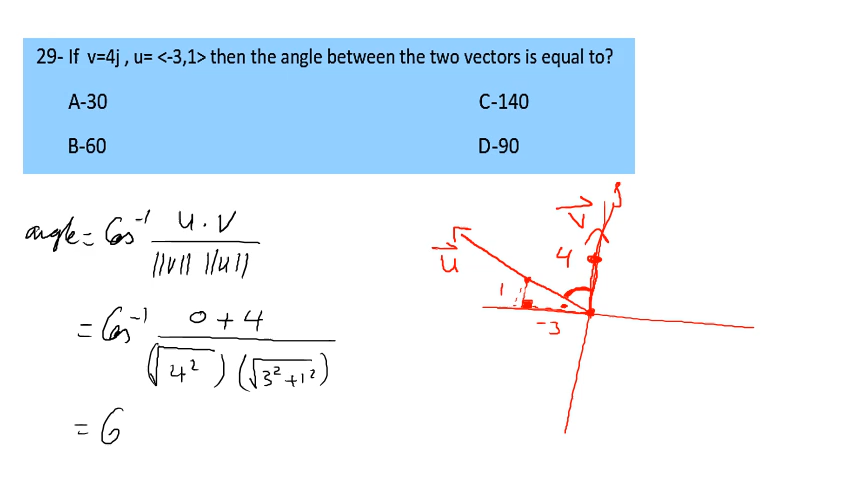 29- If v=4j , u= <-3,1> then the angle between the two vectors is equal to?
A-30
C-140
B-60
D-90
angle = Cos⁻¹ u . v / ||v|| ||u||
= Cos⁻¹ 0 + 4 / (√4²) (√3²+1²)
= 6
j
v
4
u
1
-3